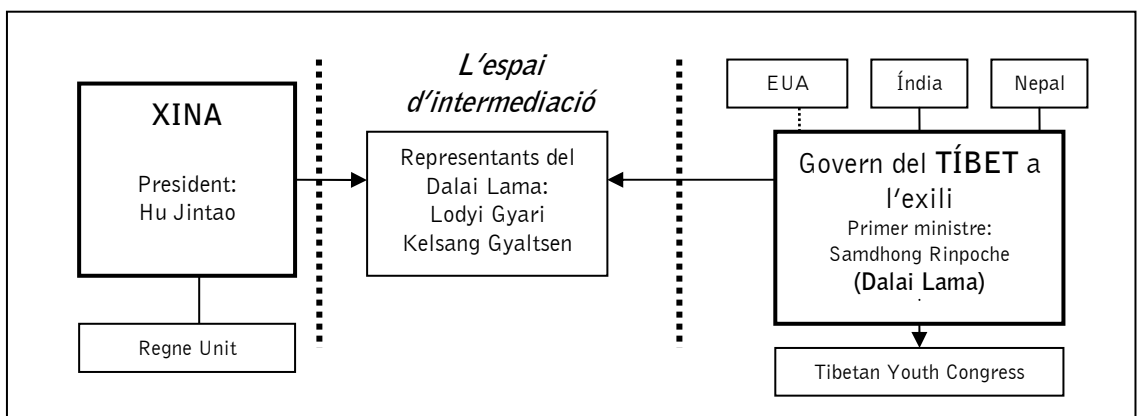 XINA
President:
Hu Jintao
Regne Unit
L'espai
d'intermediació
Representants del
Dalai Lama:
Lodyi Gyari
Kelsang Gyaltsen
EUA
Índia
Nepal
Govern del TÍBET a
l'exili
Primer ministre:
Samdhong Rinpoche
(Dalai Lama)
.
Tibetan Youth Congress